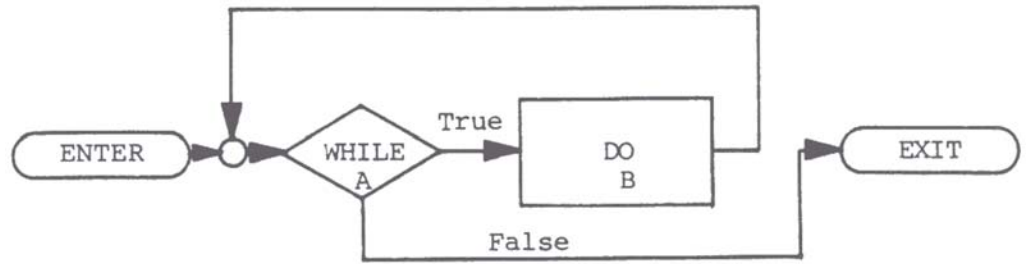 ENTER
WHILE
A
True
DO
B
EXIT
False